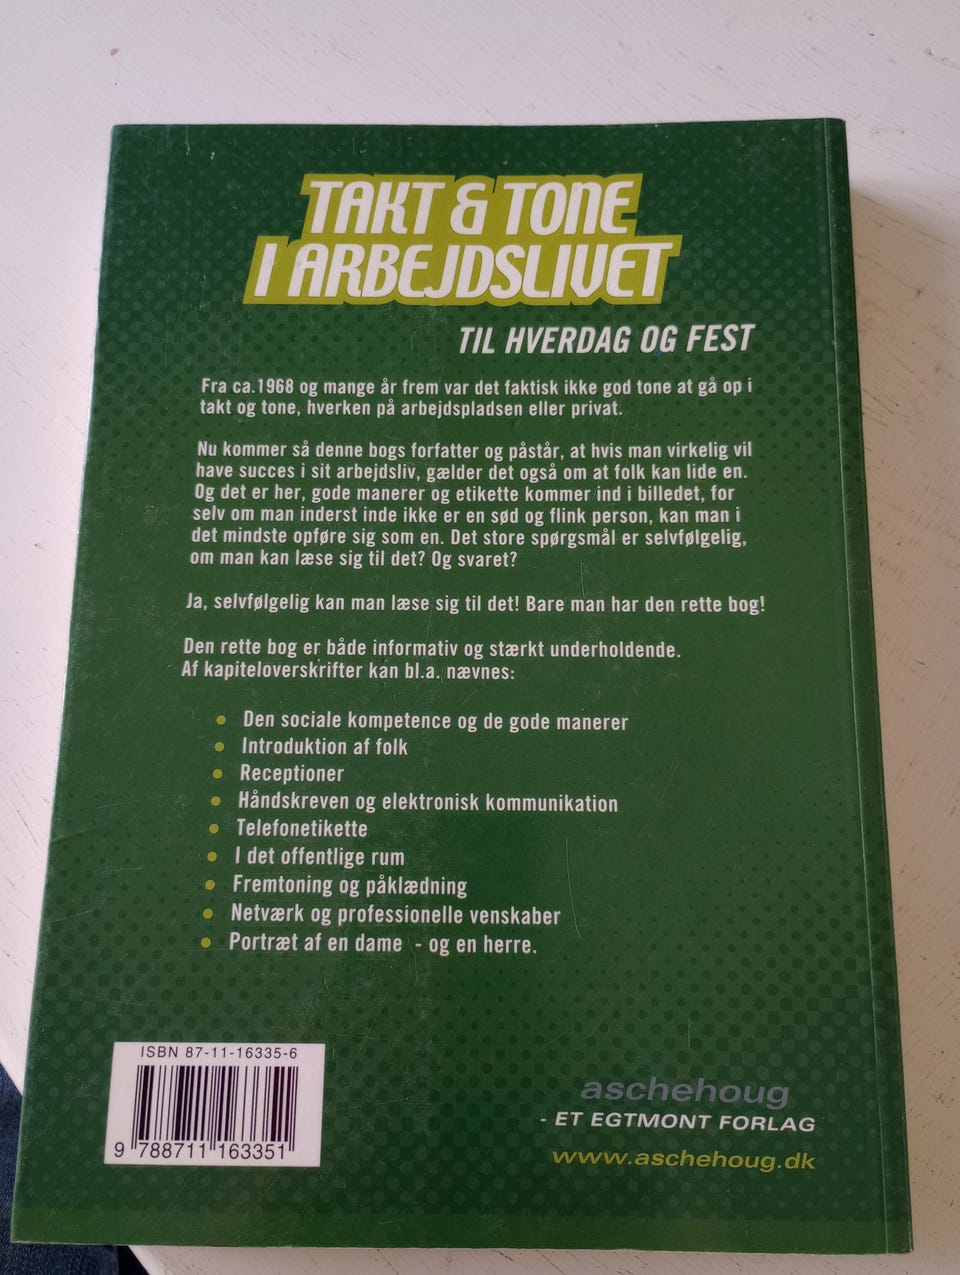 TAKT & TONE
I ARBEJDSLIVET
TIL HVERDAG OG FEST
Fra ca.1968 og mange år frem var det faktisk ikke god tone at gå op i
takt og tone, hverken på arbejdspladsen eller privat.
Nu kommer så denne bogs forfatter og påstår, at hvis man virkelig vil
have succes i sit arbejdsliv, gælder det også om at folk kan lide en.
Og det er her, gode manerer og etikette kommer ind i billedet, for
selv om man inderst inde ikke er en sød og flink person, kan man i
det mindste opføre sig som en. Det store spørgsmål er selvfølgelig,
om man kan læse sig til det? Og svaret?
Ja, selvfølgelig kan man læse sig til det! Bare man har den rette bog!
Den rette bog er både informativ og stærkt underholdende.
Af kapiteloverskrifter kan bl.a. nævnes:
• Den sociale kompetence og de gode manerer
• Introduktion af folk
• Receptioner
• Håndskreven og elektronisk kommunikation
• Telefonetikette
• I det offentlige rum
• Fremtoning og påklædning
• Netværk og professionelle venskaber
• Portræt af en dame - og en herre.
ISBN 87-11-16335-6
9 788711 163351
aschehoug
- ET EGTMONT FORLAG
www.aschehoug.dk